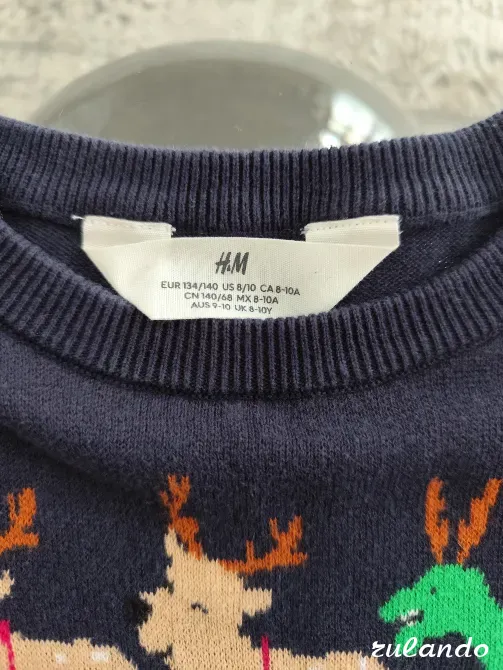 H&M
EUR 134/140 US 8/10 CA 8-10A
CN 140/68 MX 8-10A
AUS 9-10 UK 8-10Y
zulando